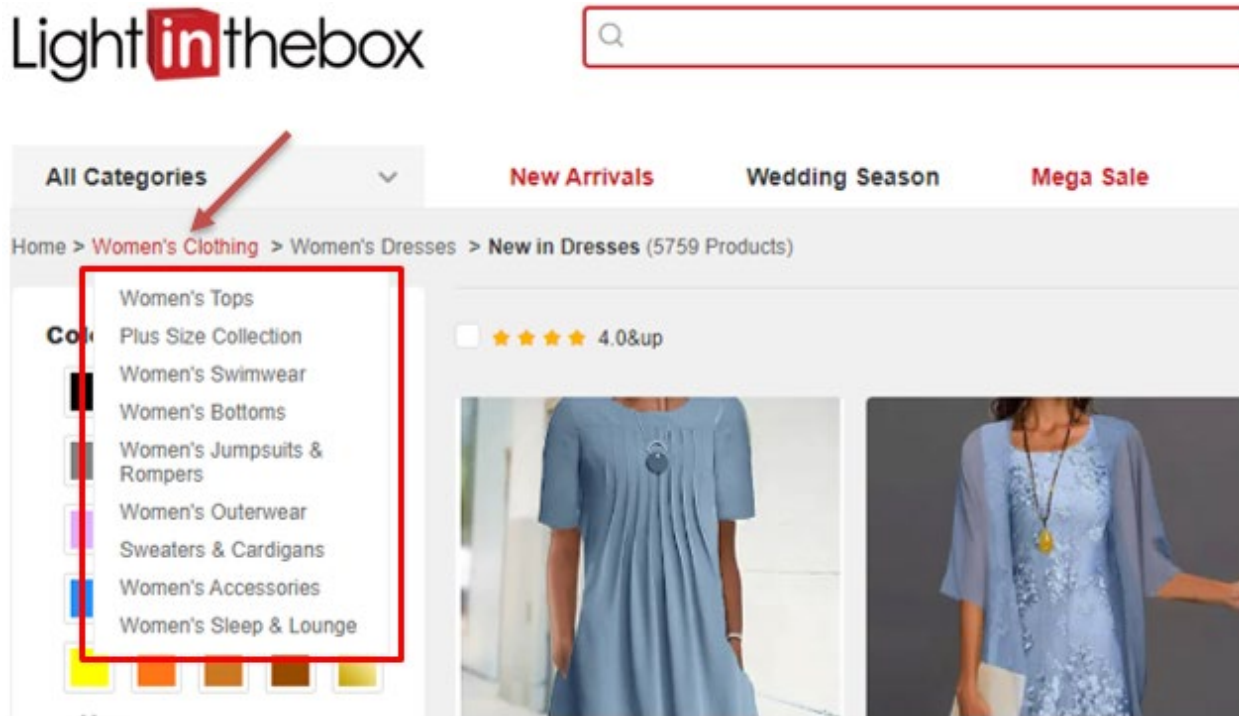 Lightinthebox
All Categories
New Arrivals
Wedding Season
Mega Sale
Home > Women's Clothing > Women's Dresses > New in Dresses (5759 Products)
Women's Tops
Plus Size Collection
Women's Swimwear
Women's Bottoms
Women's Jumpsuits &
Rompers
Women's Outerwear
Sweaters & Cardigans
Women's Accessories
Women's Sleep & Lounge
4.0&up